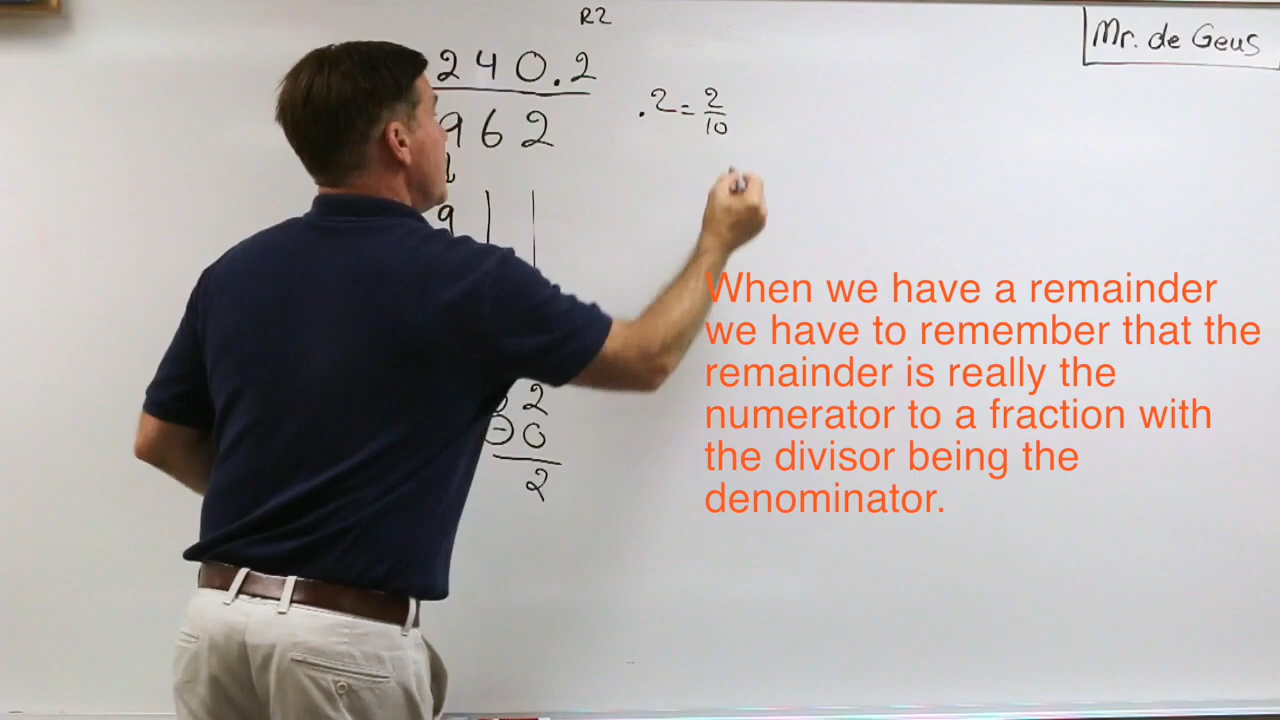 R2
Mr. de Geus
240.2
962
.2 = 2/10
9
When we have a remainder
we have to remember that the
remainder is really the
numerator to a fraction with
the divisor being the
denominator.
2
- 0
2